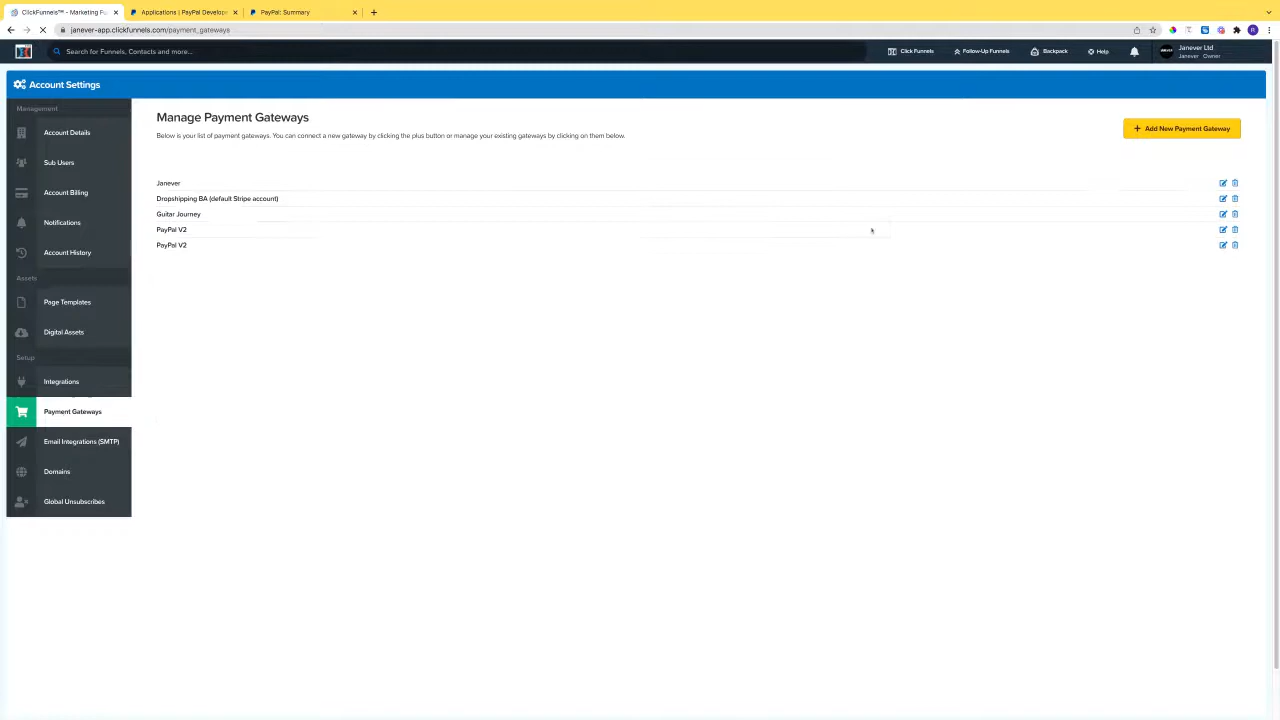 ClickFunnels™ - Marketing Fu
Applications | PayPal Develop
PayPal: Summary
janever-app.clickfunnels.com/payment_gateways
Search for Funnels, Contacts and more...
Click Funnels
Follow-Up Funnels
Backpack
Help
Janever Ltd
Janever · Owner
Account Settings
Management
Account Details
Sub Users
Account Billing
Notifications
Account History
Assets
Page Templates
Digital Assets
Setup
Integrations
Payment Gateways
Email Integrations (SMTP)
Domains
Global Unsubscribes
Manage Payment Gateways
Below is your list of payment gateways. You can connect a new gateway by clicking the plus button or manage your existing gateways by clicking on them below.
+ Add New Payment Gateway
Janever
Dropshipping BA (default Stripe account)
Guitar Journey
PayPal V2
PayPal V2